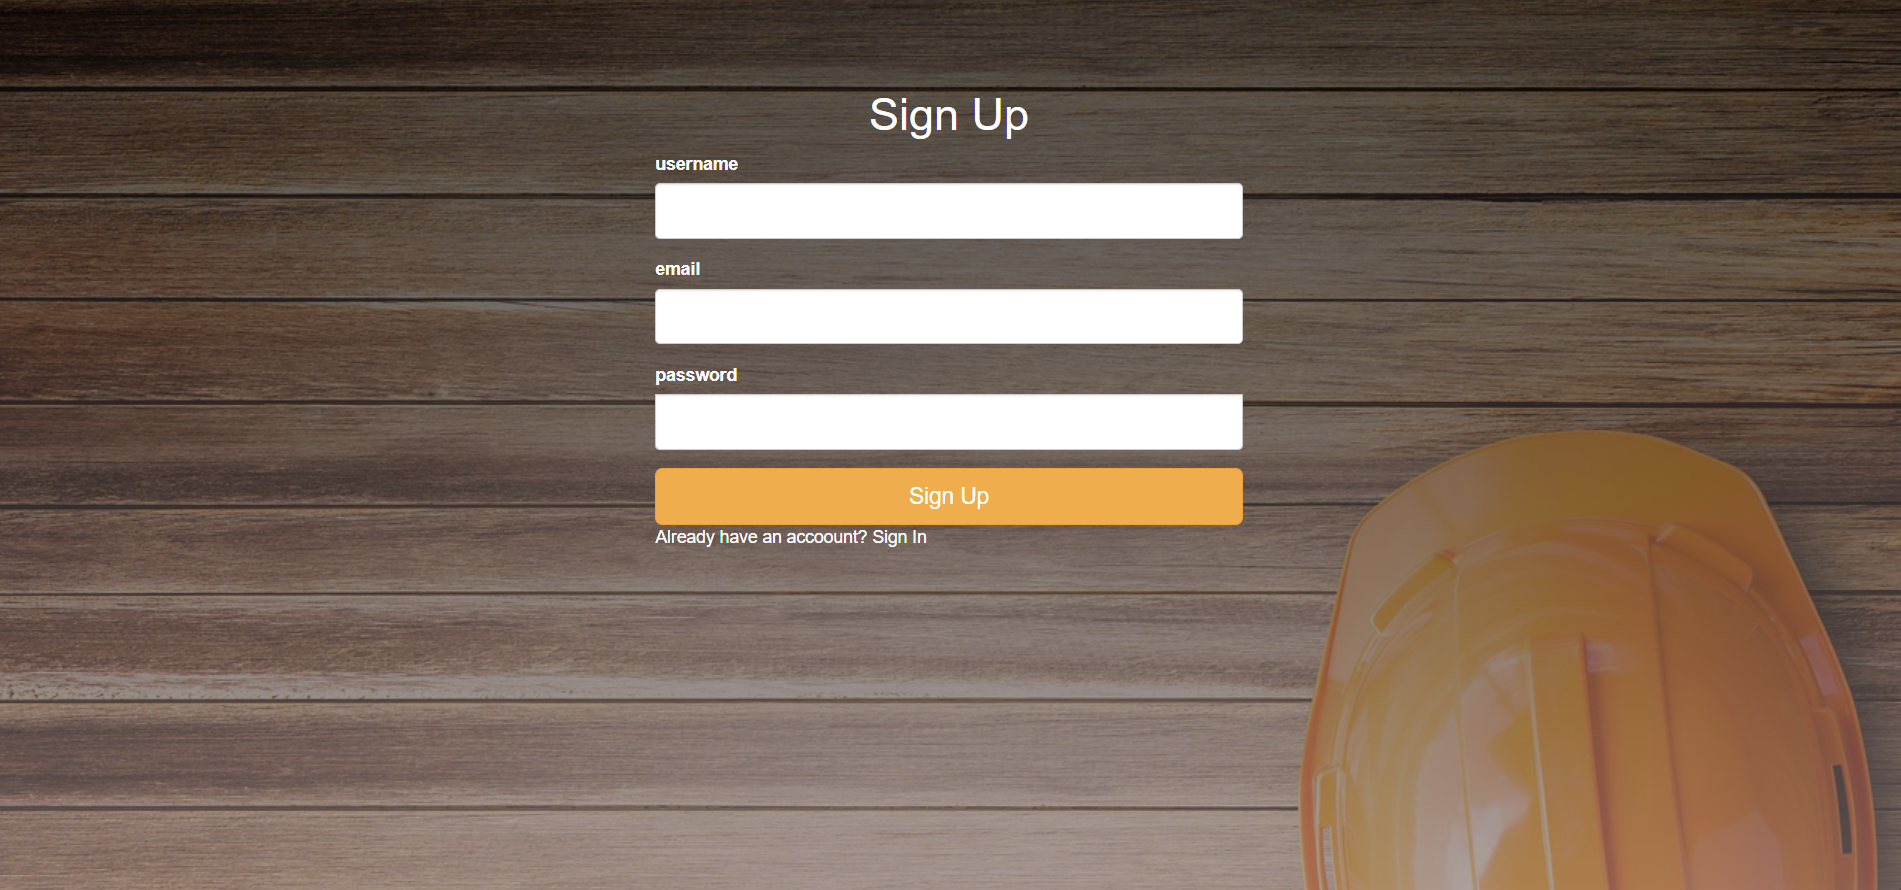 Sign Up
username
email
password
Sign Up
Already have an accoount? Sign In